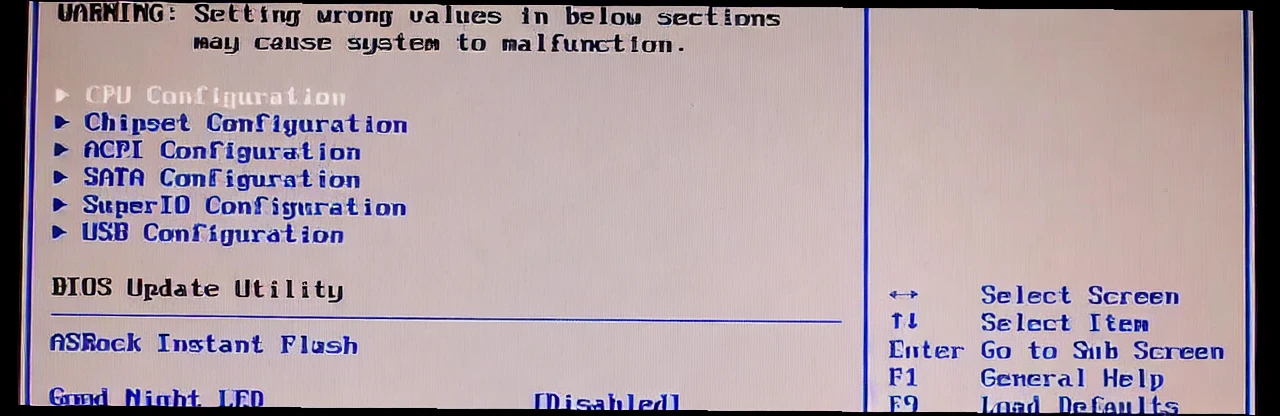 WARNING: Setting wrong values in below sections
may cause system to malfunction.
► CPU Configuration
► Chipset Configuration
► ACPI Configuration
► SATA Configuration
► SuperIO Configuration
► USB Configuration
BIOS Update Utility
ASRock Instant Flash
Good Night LED [Disabled]
↔ Select Screen
↑↓ Select Item
Enter Go to Sub Screen
F1 General Help
F9 Load Defaults